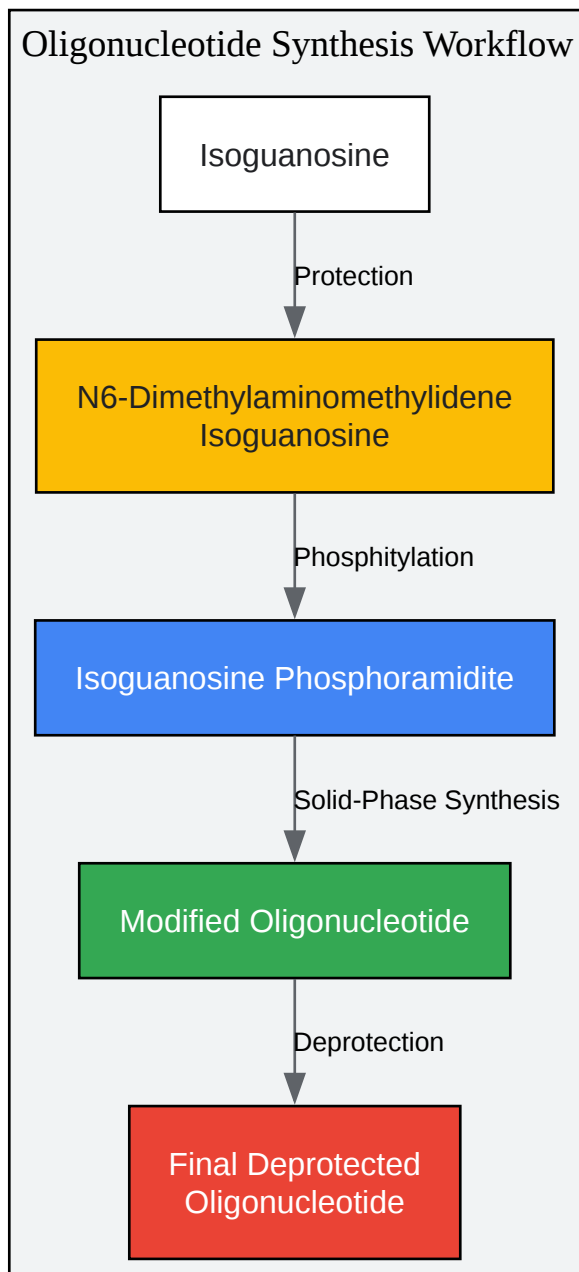 Oligonucleotide Synthesis Workflow
Isoguanosine
Protection
N6-Dimethylaminomethylidene
Isoguanosine
Phosphitylation
Isoguanosine Phosphoramidite
Solid-Phase Synthesis
Modified Oligonucleotide
Deprotection
Final Deprotected
Oligonucleotide